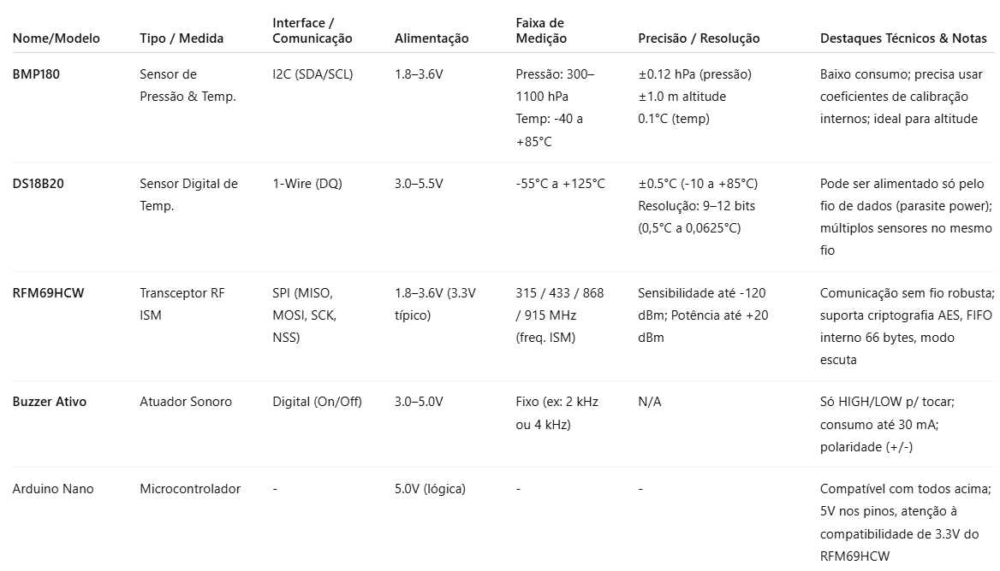 Nome/Modelo
Tipo / Medida
Interface /
Comunicação
Alimentação
Faixa de
Medição
Precisão / Resolução
Destaques Técnicos & Notas
BMP180
Sensor de
Pressão & Temp.
I2C (SDA/SCL)
1.8–3.6V
Pressão: 300–
1100 hPa
Temp: -40 a
+85°C
±0.12 hPa (pressão)
±1.0 m altitude
0.1°C (temp)
Baixo consumo; precisa usar
coeficientes de calibração
internos; ideal para altitude
DS18B20
Sensor Digital de
Temp.
1-Wire (DQ)
3.0–5.5V
-55°C a +125°C
±0.5°C (-10 a +85°C)
Resolução: 9–12 bits
(0,5°C a 0,0625°C)
Pode ser alimentado só pelo
fio de dados (parasite power);
múltiplos sensores no mesmo
fio
RFM69HCW
Transceptor RF
ISM
SPI (MISO,
MOSI, SCK,
NSS)
1.8–3.6V (3.3V
típico)
315 / 433 / 868
/ 915 MHz
(freq. ISM)
Sensibilidade até -120
dBm; Potência até +20
dBm
Comunicação sem fio robusta;
suporta criptografia AES, FIFO
interno 66 bytes, modo
escuta
Buzzer Ativo
Atuador Sonoro
Digital (On/Off)
3.0–5.0V
Fixo (ex: 2 kHz
ou 4 kHz)
N/A
Só HIGH/LOW p/ tocar;
consumo até 30 mA;
polaridade (+/-)
Arduino Nano
Microcontrolador
-
5.0V (lógica)
-
-
Compatível com todos acima;
5V nos pinos, atenção à
compatibilidade de 3.3V do
RFM69HCW